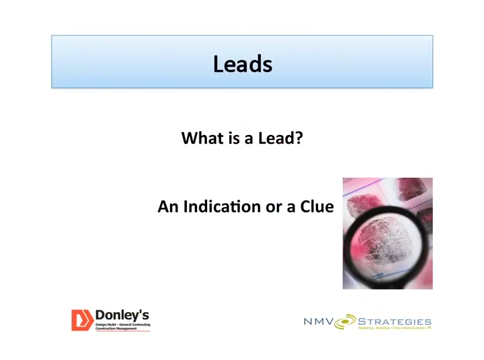 Leads
What is a Lead?
An Indication or a Clue
Donley's
Design/Build - General Contracting
Construction Management
NMV STRATEGIES